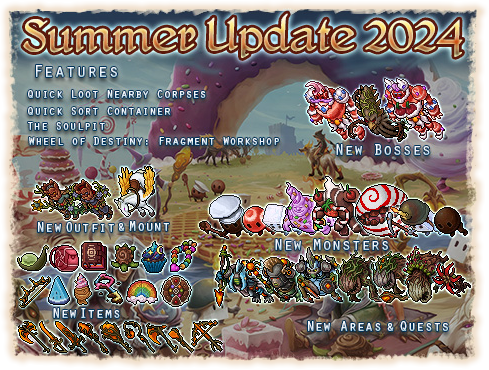 Summer Update 2024
Features
Quick Loot Nearby Corpses
Quick Sort Container
The Soulpit
Wheel of Destiny: Fragment Workshop
New Bosses
New Outfit & Mount
New Monsters
New Items
New Areas & Quests